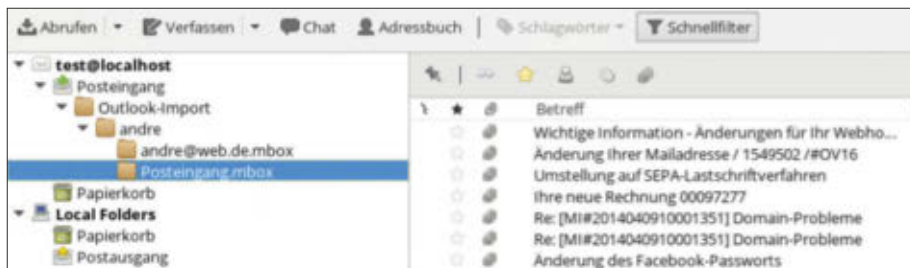 Abrufen Verfassen Chat Adressbuch Schlagwörter Schnellfilter
test@localhost
Posteingang
Outlook-Import
andre
andre@web.de.mbox
Posteingang.mbox
Papierkorb
Local Folders
Papierkorb
Postausgang
Betreff
Wichtige Information - Änderungen für Ihr Webho...
Änderung Ihrer Mailadresse / 1549502 /#OV16
Umstellung auf SEPA-Lastschriftverfahren
Ihre neue Rechnung 00097277
Re: [MI#2014040910001351] Domain-Probleme
Re: [MI#2014040910001351] Domain-Probleme
Änderung des Facebook-Passworts